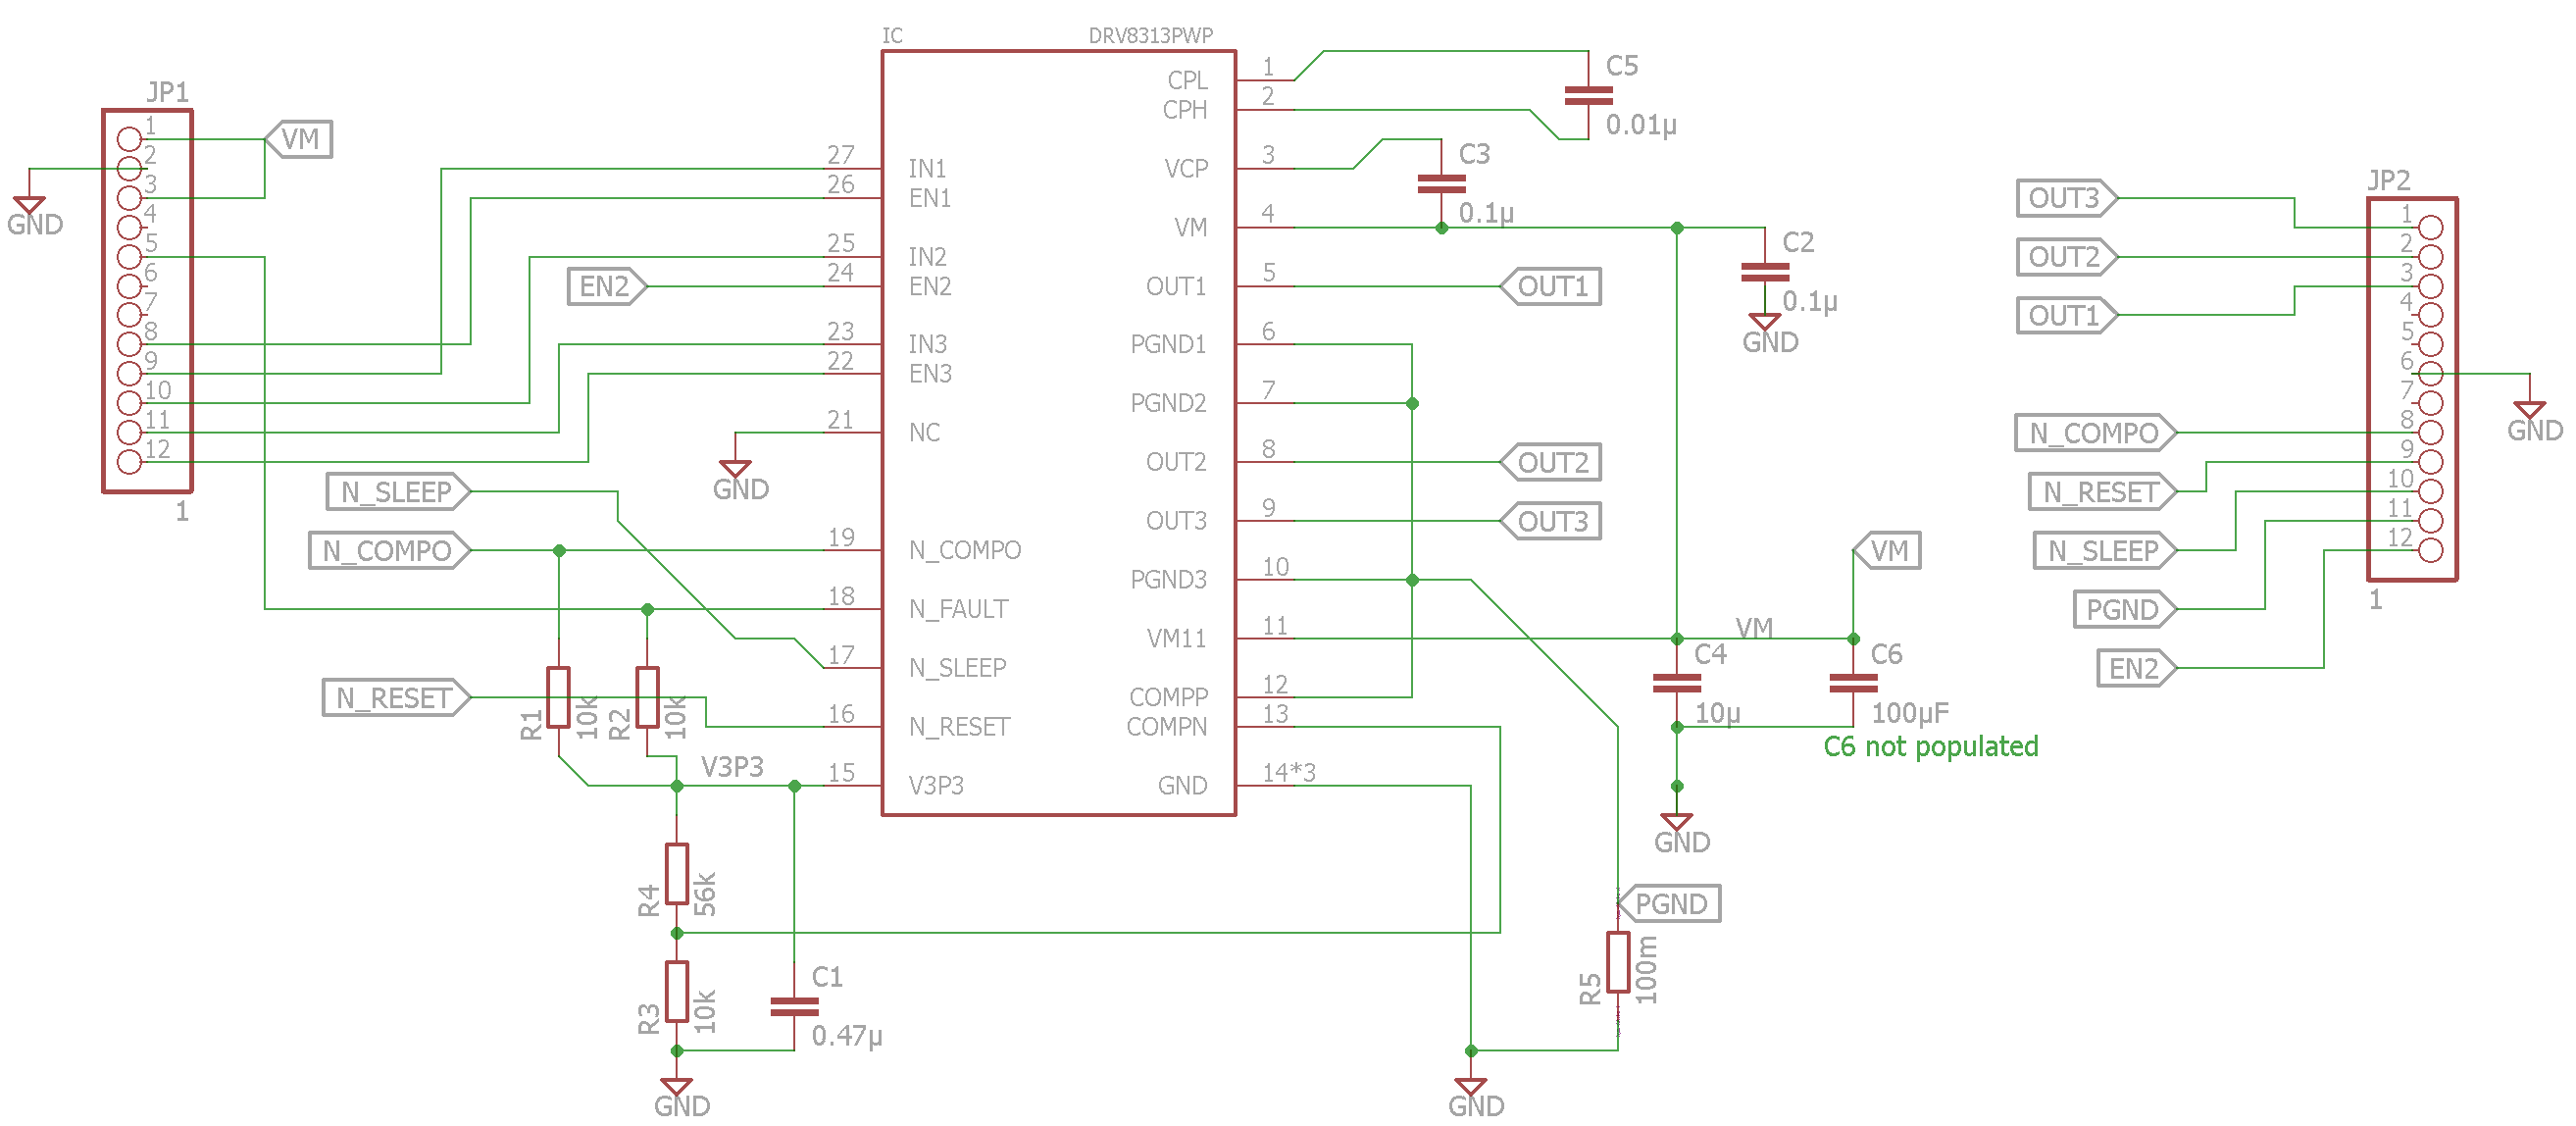 IC DRV8313PWP
JP1
1
2
3
4
5
6
7
8
9
10
11
12
1
VM
GND
27 IN1
26 EN1
25 IN2
EN2 24 EN2
23 IN3
22 EN3
21 NC
GND
N_SLEEP
N_COMPO 19 N_COMPO
18 N_FAULT
17 N_SLEEP
N_RESET 16 N_RESET
V3P3 15 V3P3
R1 10k
R2 10k
R4 56k
R3 10k
C1
0.47µ
GND
CPL 1
CPH 2
VCP 3
VM 4
OUT1 5
PGND1 6
PGND2 7
OUT2 8
OUT3 9
PGND3 10
VM11 11
COMPP 12
COMPN 13
GND 14*3
C5
0.01µ
C3
0.1µ
C2
0.1µ
GND
OUT1
OUT2
OUT3
VM
VM
C4
10µ
C6
100µF
C6 not populated
GND
PGND
R5 100m
GND
JP2
OUT3
OUT2
OUT1
N_COMPO
N_RESET
N_SLEEP
PGND
EN2
1
2
3
4
5
6
7
8
9
10
11
12
1
GND